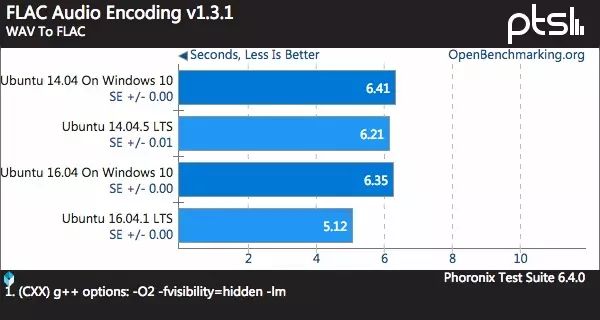 FLAC Audio Encoding v1.3.1
WAV To FLAC
pts
◀ Seconds, Less Is Better
OpenBenchmarking.org
Ubuntu 14.04 On Windows 10
SE +/- 0.00
6.41
Ubuntu 14.04.5 LTS
SE +/- 0.01
6.21
Ubuntu 16.04 On Windows 10
SE +/- 0.00
6.35
Ubuntu 16.04.1 LTS
SE +/- 0.00
5.12
2 4 6 8 10
Phoronix Test Suite 6.4.0
1. (CXX) g++ options: -O2 -fvisibility=hidden -lm